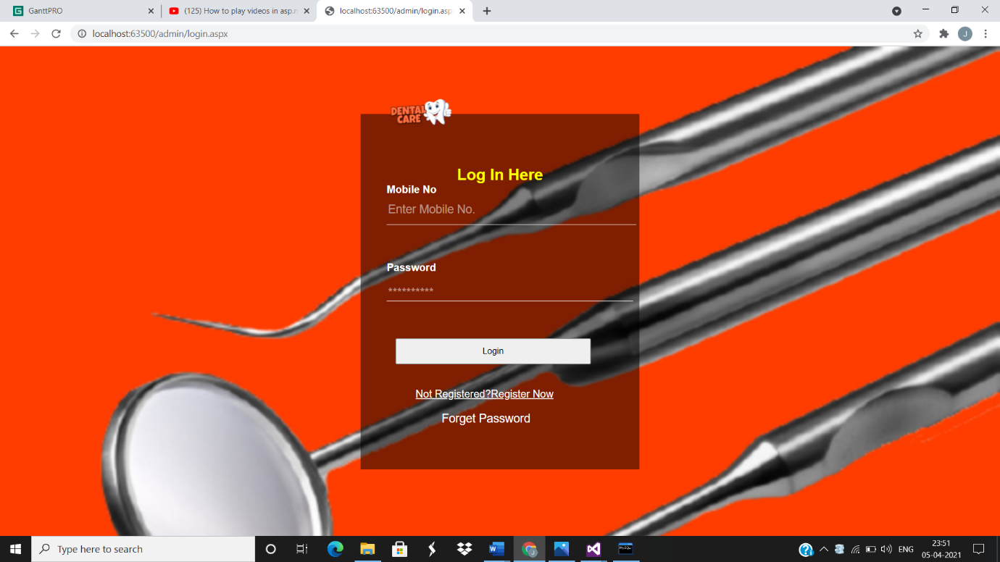 GanttPRO
(125) How to play videos in asp.n
localhost:63500/admin/login.asp
localhost:63500/admin/login.aspx
J
DENTAL
CARE
Log In Here
Mobile No
Enter Mobile No.
Password
**********
Login
Not Registered?Register Now
Forget Password
Type here to search
ENG
23:51
05-04-2021